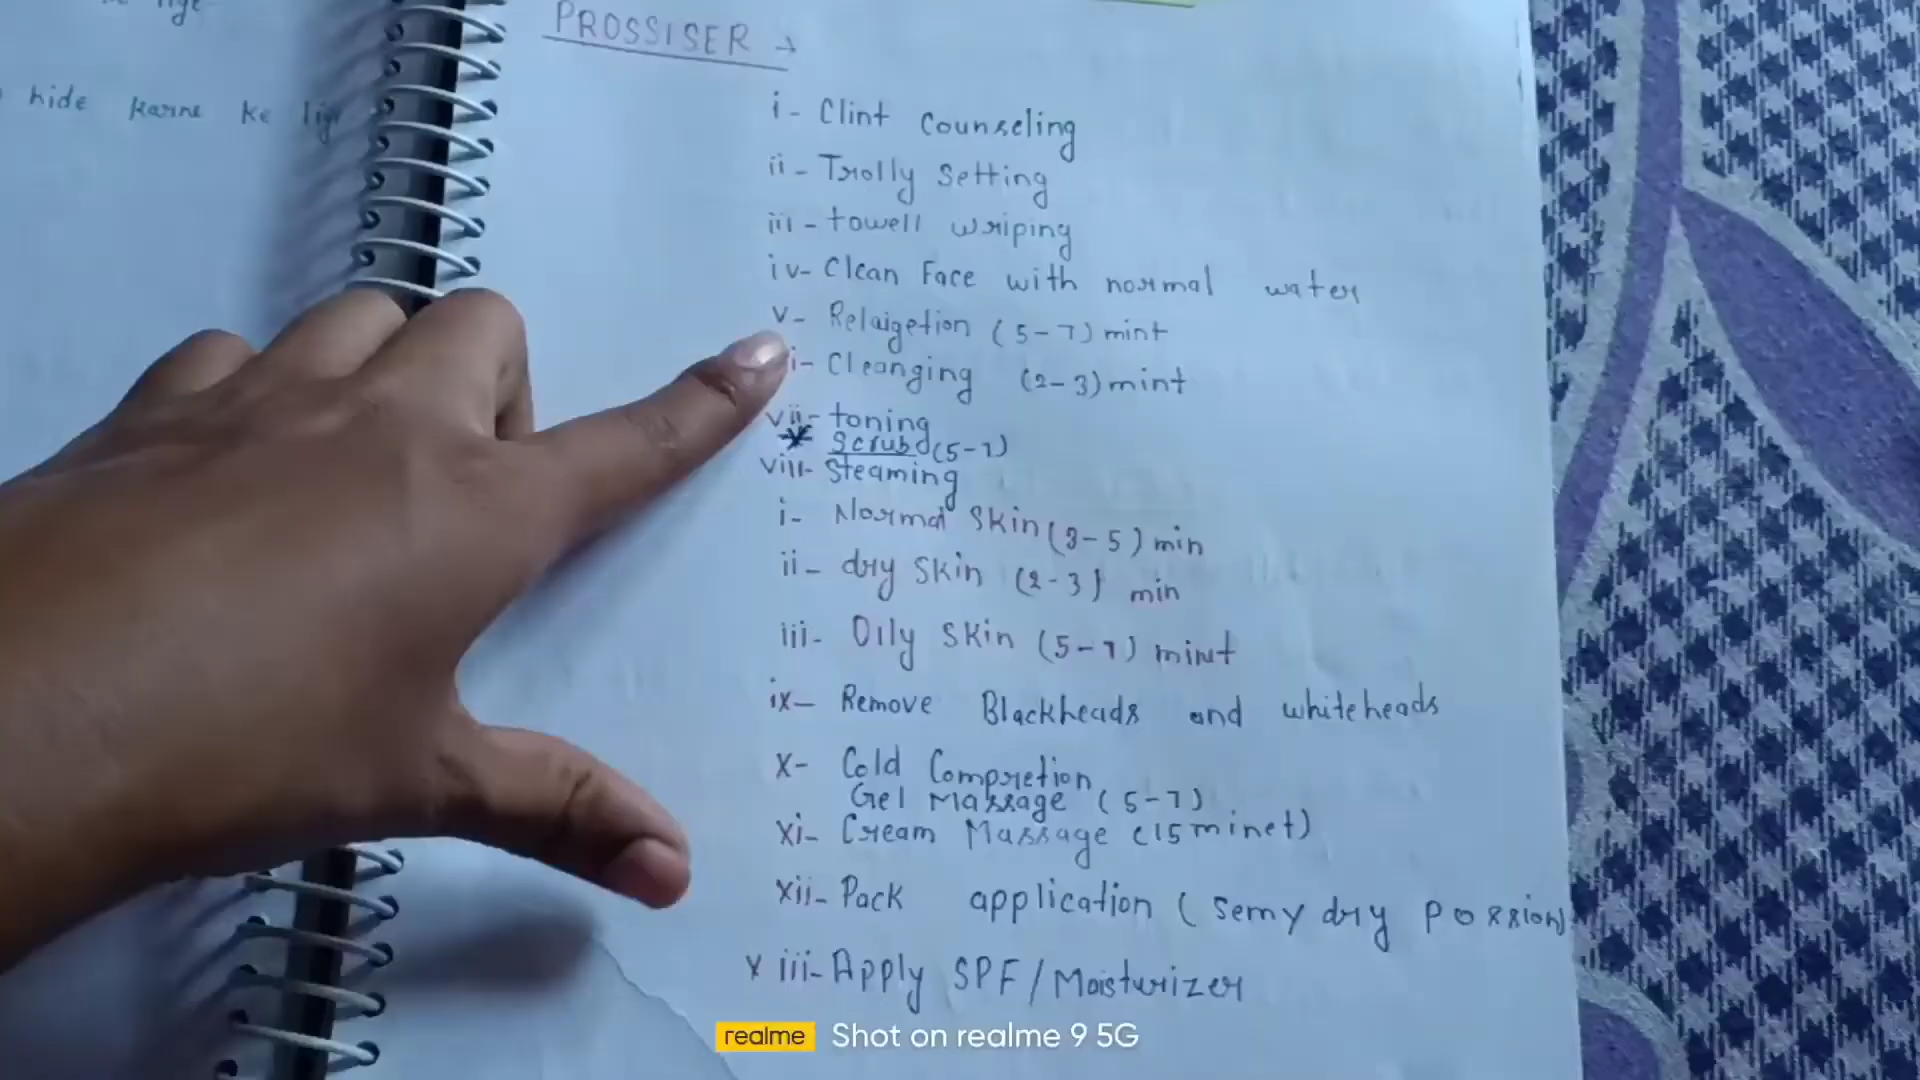 hide karne ke liye
PROSSISER →
i- Clint Counseling
ii- Trolly Setting
iii- towell wriping
iv- Clean Face with normal water
v- Relaigetion (5-7) mint
i- Cleanging (2-3) mint
vii- toning
* Scrub (5-7)
viii- Steaming
i- Normal Skin (3-5) min
ii- dry skin (2-3) min
iii- Oily skin (5-7) mint
ix- Remove Blackheads and whiteheads
x- Cold Compretion
Gel Massage (5-7)
xi- Cream Massage (15 minet)
xii- Pack application (semy dry possion)
xiii- Apply SPF/Moisturizer
realme Shot on realme 9 5G